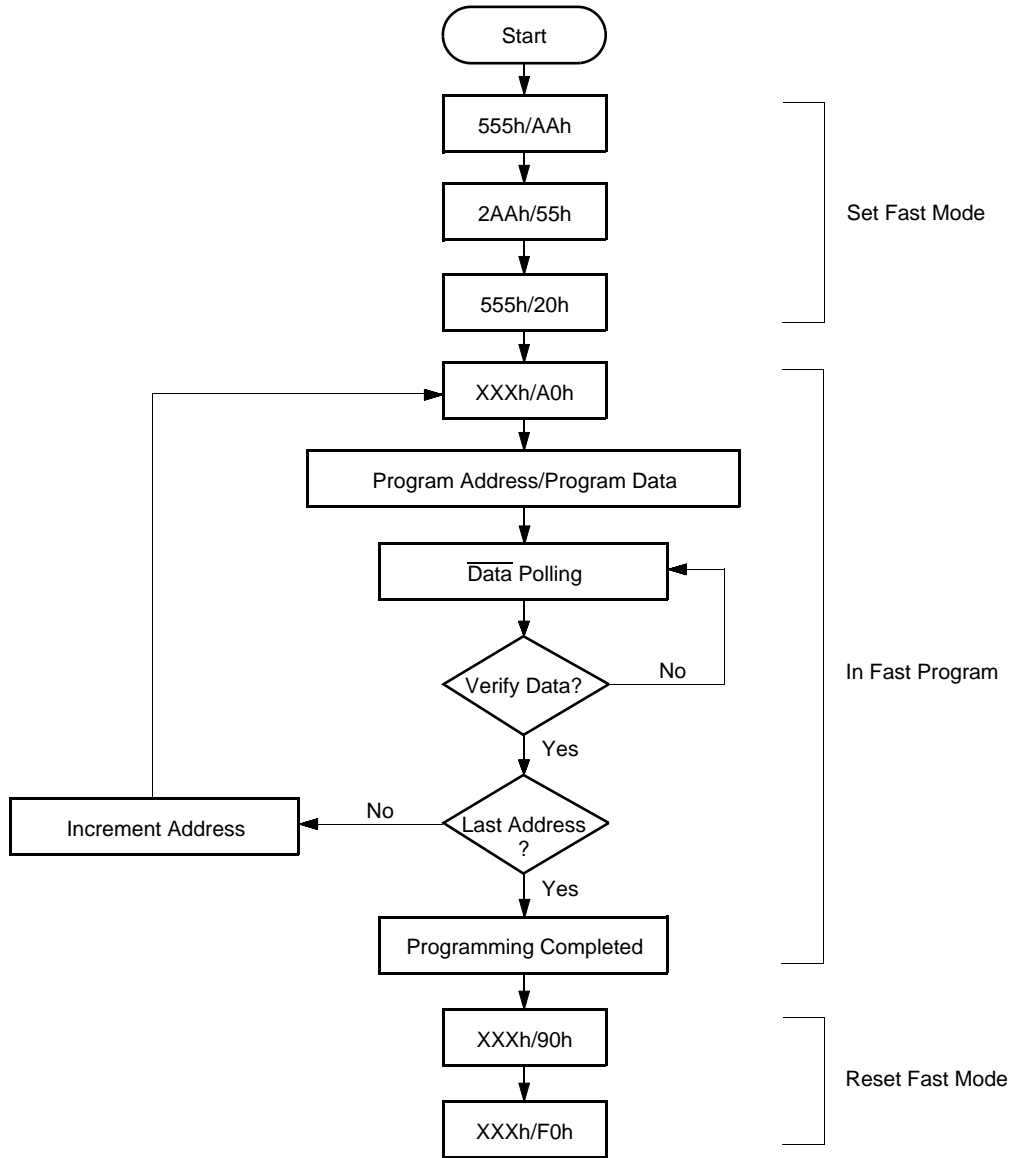 Start
555h/AAh
2AAh/55h
Set Fast Mode
555h/20h
XXXh/A0h
Program Address/Program Data
Data Polling
Verify Data?
No
In Fast Program
Yes
Increment Address
No
Last Address
?
Yes
Programming Completed
XXXh/90h
Reset Fast Mode
XXXh/F0h